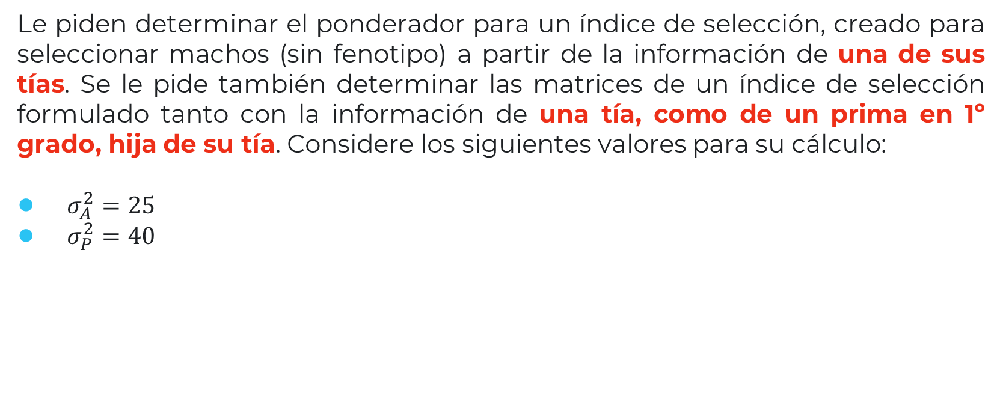 Le piden determinar el ponderador para un índice de selección, creado para
seleccionar machos (sin fenotipo) a partir de la información de una de sus
tías. Se le pide también determinar las matrices de un índice de selección
formulado tanto con la información de una tía, como de un prima en 1º
grado, hija de su tía. Considere los siguientes valores para su cálculo:
σ_A^2 = 25
σ_P^2 = 40